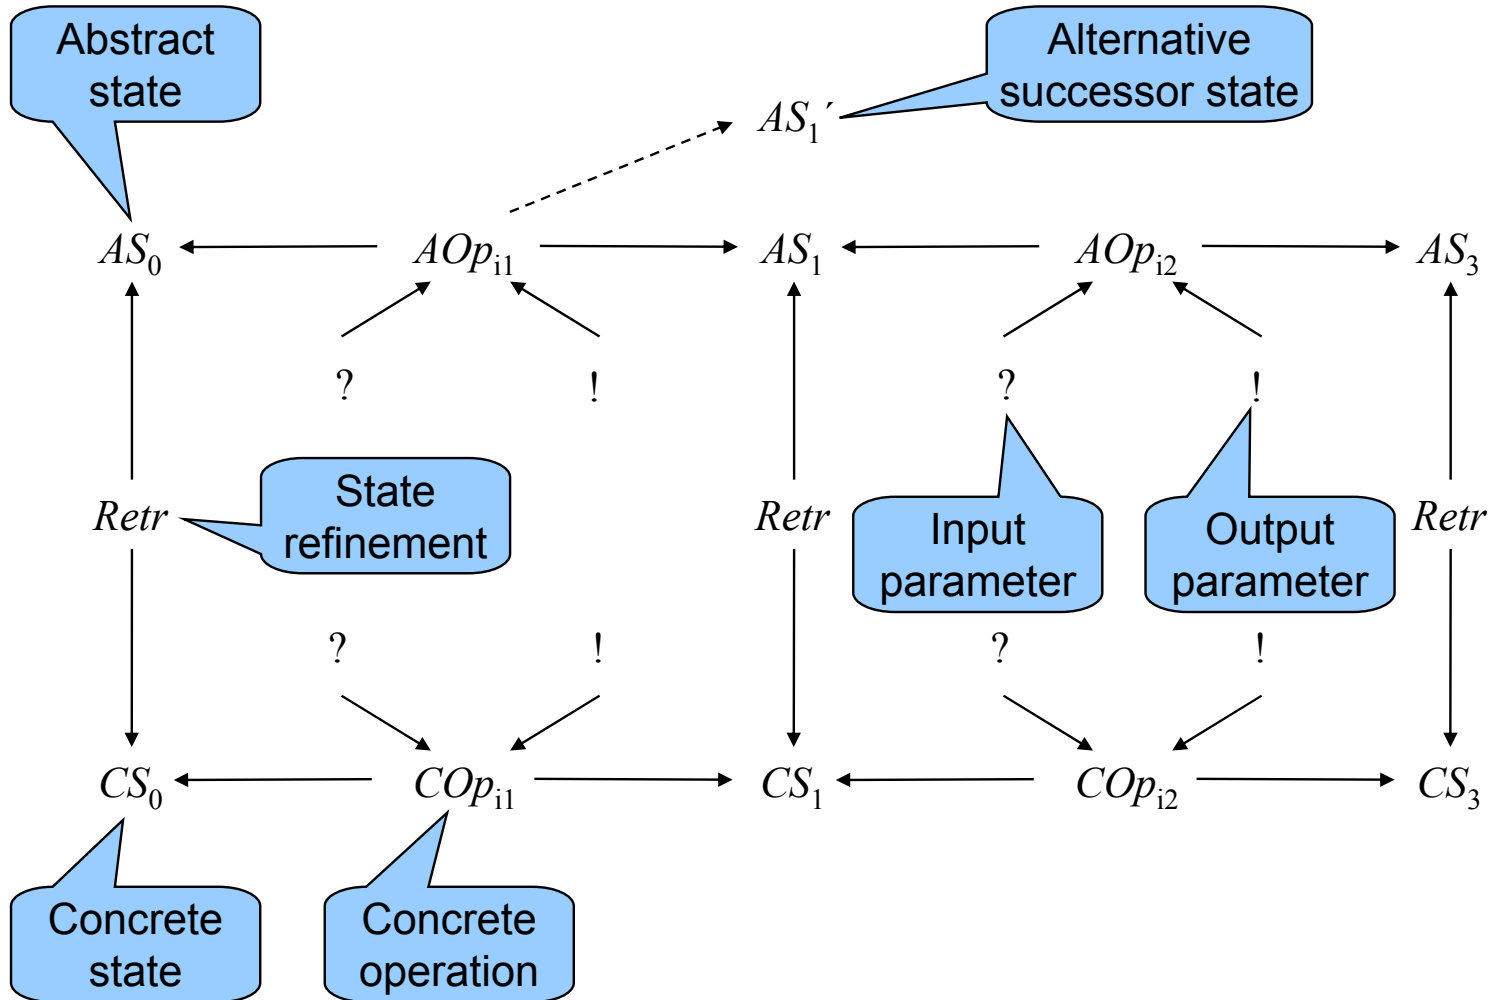 Abstract
state
Alternative
successor state
AS₁´
AS₀ AOpᵢ₁ AS₁ AOpᵢ₂ AS₃
? ! ? !
Retr
State
refinement
Retr
Input
parameter
Output
parameter
Retr
? ! ? !
CS₀ COpᵢ₁ CS₁ COpᵢ₂ CS₃
Concrete
state
Concrete
operation